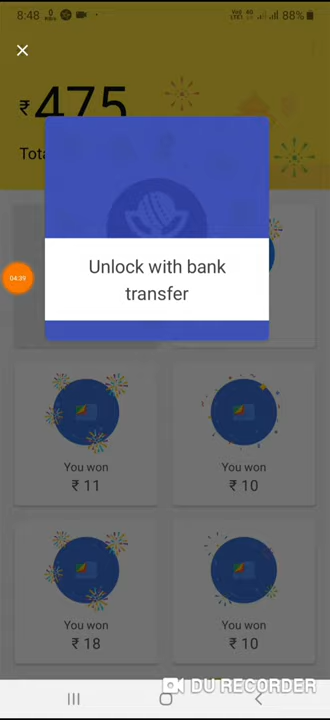 8:48 88%
₹ 475
Tota
Unlock with bank
transfer
04:39
You won
₹ 11
You won
₹ 10
You won
₹ 18
You won
₹ 10
DU RECORDER